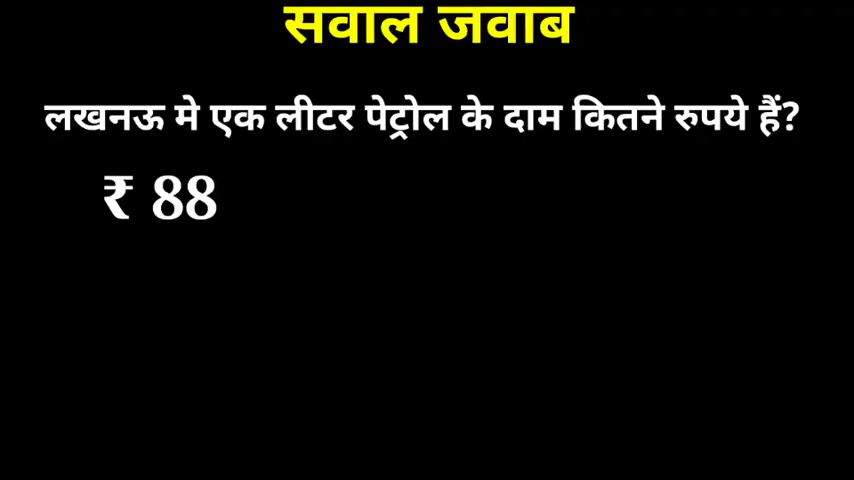 सवाल जवाब
लखनऊ मे एक लीटर पेट्रोल के दाम कितने रुपये हैं?
₹ 88